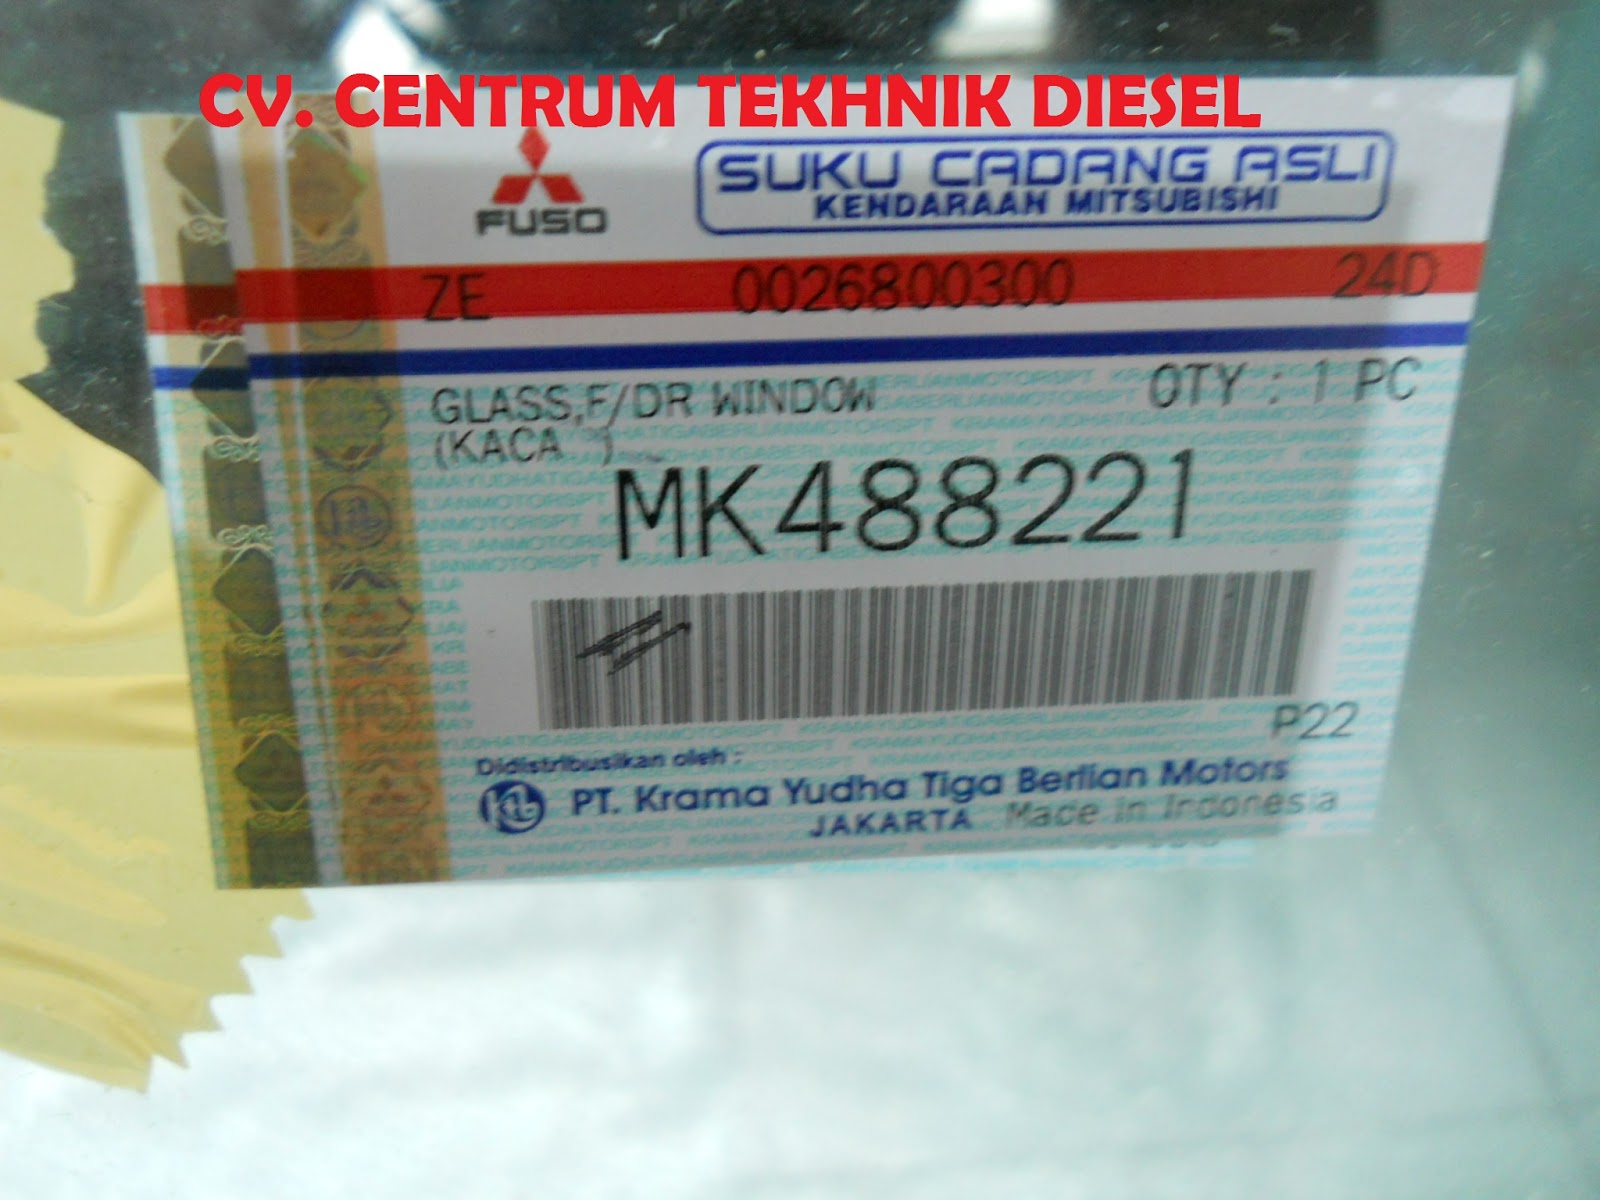 CV. CENTRUM TEKHNIK DIESEL
FUSO
SUKU CADANG ASLI
KENDARAAN MITSUBISHI
ZE 0026800300 24D
GLASS,F/DR WINDOW QTY : 1 PC
(KACA )
MK488221
P22
Didistribusikan oleh :
PT. Krama Yudha Tiga Berlian Motors
JAKARTA Made in Indonesia